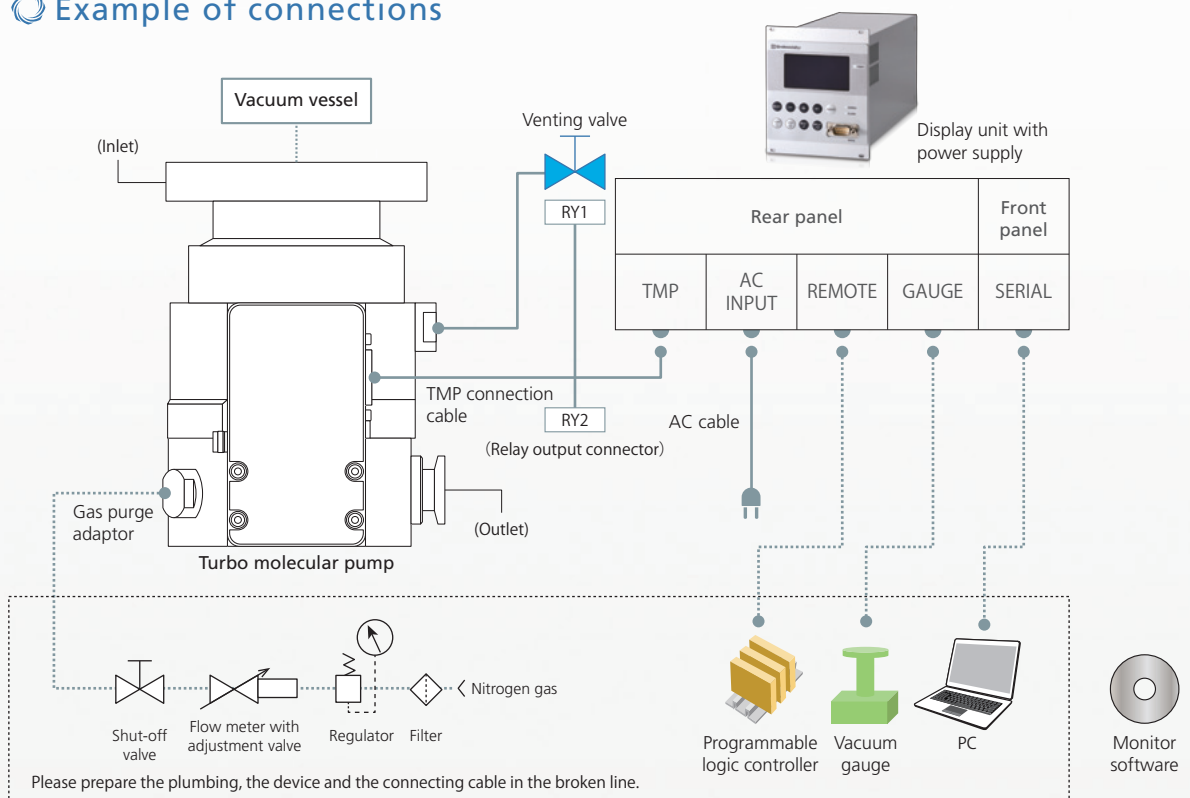 Example of connections
Vacuum vessel
(Inlet)
Venting valve
Display unit with
power supply
RY1
Rear panel
Front
panel
TMP
AC
INPUT
REMOTE
GAUGE
SERIAL
TMP connection
cable
RY2
(Relay output connector)
AC cable
Gas purge
adaptor
(Outlet)
Turbo molecular pump
Nitrogen gas
Shut-off
valve
Flow meter with
adjustment valve
Regulator
Filter
Programmable
logic controller
Vacuum
gauge
PC
Monitor
software
Please prepare the plumbing, the device and the connecting cable in the broken line.